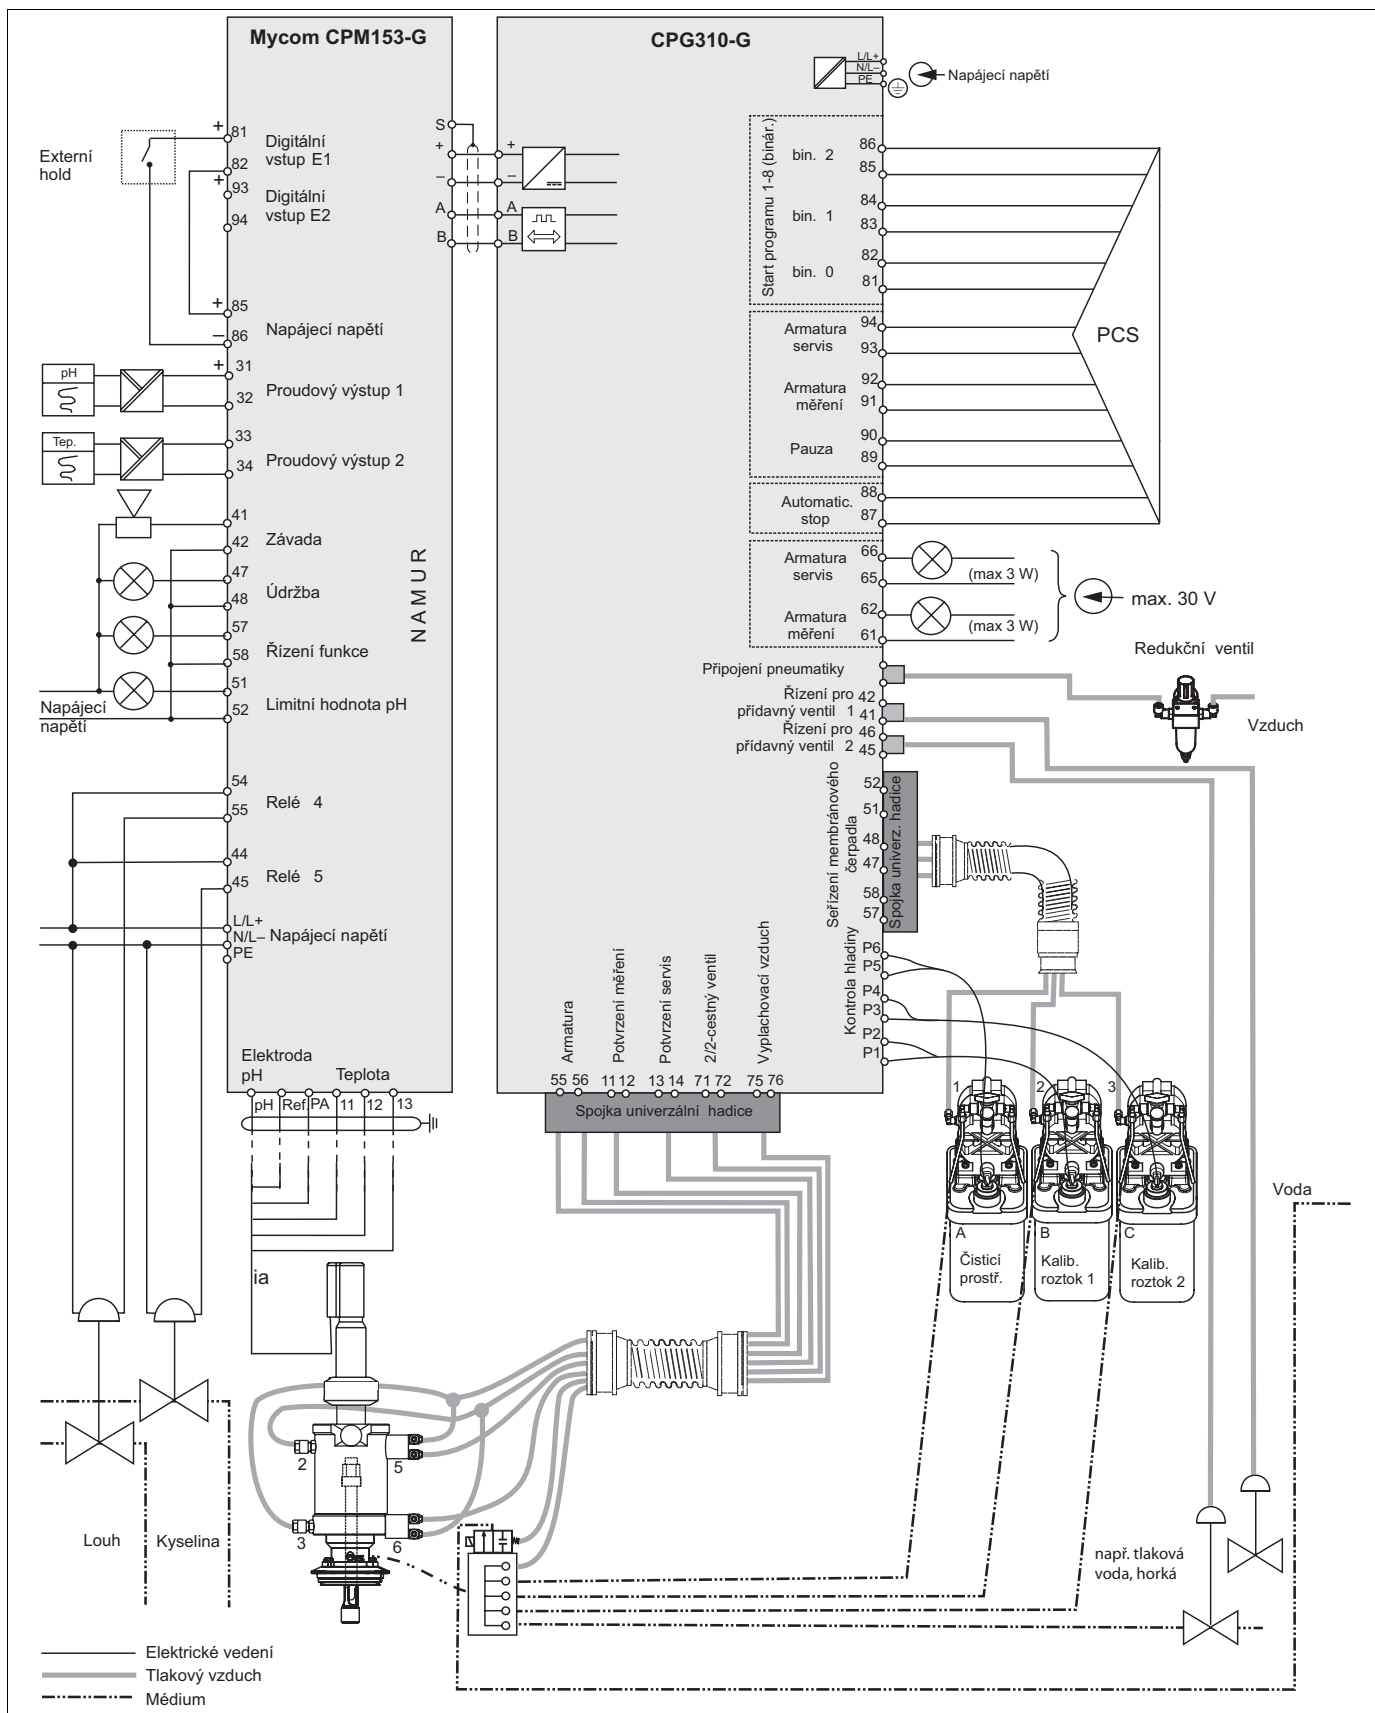 Mycom CPM153-G
CPG310-G
L/L+
N/L–
PE
Napájecí napětí
Externí
hold
+
81
Digitální
vstup E1
82
+
93
Digitální
vstup E2
94
+
85
–
86
Napájecí napětí
+
31
pH
Proudový výstup 1
32
33
Tep.
Proudový výstup 2
34
41
42
Závada
47
Údržba
48
57
58
Řízení funkce
51
52
Limitní hodnota pH
Napájecí
napětí
NAMUR
54
Relé 4
55
44
Relé 5
45
L/L+
N/L–
Napájecí napětí
PE
Elektroda
pH
Teplota
pH
Ref.
PA
11
12
13
S
+
–
A
B
+
–
A
B
Start programu 1-8 (binár.)
bin. 2
86
85
bin. 1
84
83
bin. 0
82
81
Armatura
servis
94
93
Armatura
měření
92
91
Pauza
90
89
Automatic.
stop
88
87
PCS
Armatura
servis
66
65
(max 3 W)
Armatura
měření
62
61
(max 3 W)
max. 30 V
Připojení pneumatiky
Řízení pro
přídavný ventil 1
42
41
Řízení pro
přídavný ventil 2
46
45
Redukční ventil
Vzduch
Seřízení membránového
čerpadla
52
51
48
47
58
57
Spojka univerz. hadice
Kontrola hladiny
P6
P5
P4
P3
P2
P1
Armatura
Potvrzení měření
Potvrzení servis
2/2-cestný ventil
Vyplachovací vzduch
55 56
11 12
13 14
71 72
75 76
Spojka univerzální hadice
1
2
3
A
Čisticí
prostř.
B
Kalib.
roztok 1
C
Kalib.
roztok 2
Voda
ia
2
5
3
6
Louh
Kyselina
např. tlaková
voda, horká
Elektrické vedení
Tlakový vzduch
Médium